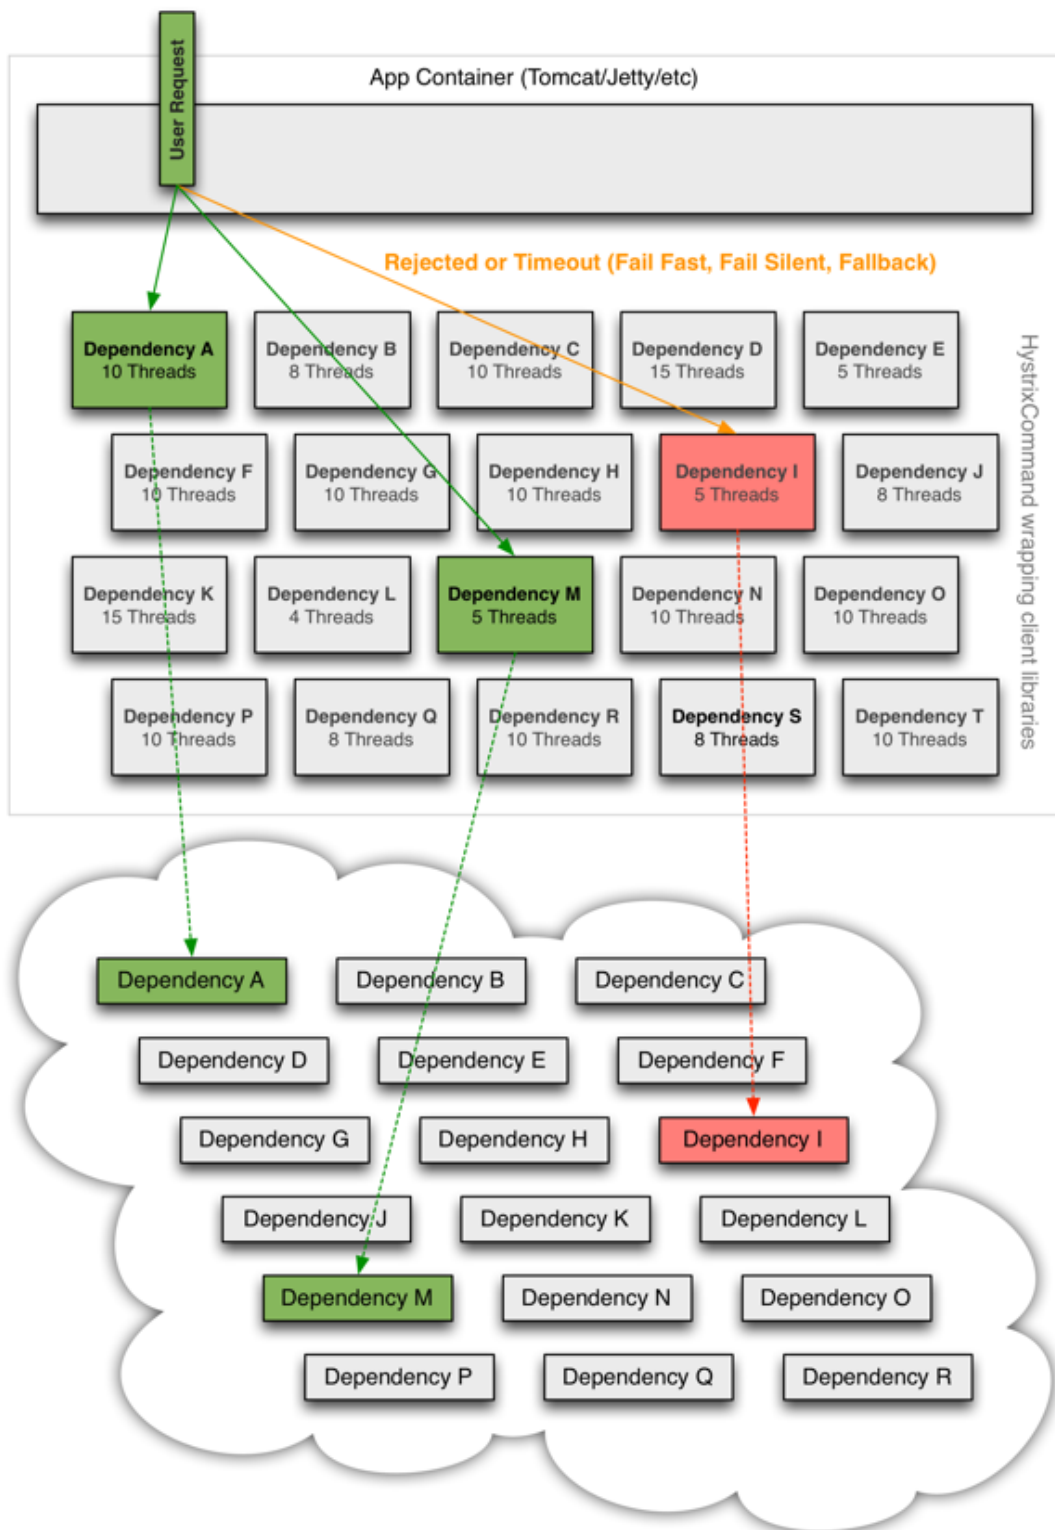 User Request
App Container (Tomcat/Jetty/etc)
Rejected or Timeout (Fail Fast, Fail Silent, Fallback)
Dependency A
10 Threads
Dependency B
8 Threads
Dependency C
10 Threads
Dependency D
15 Threads
Dependency E
5 Threads
Dependency F
10 Threads
Dependency G
10 Threads
Dependency H
10 Threads
Dependency I
5 Threads
Dependency J
8 Threads
Dependency K
15 Threads
Dependency L
4 Threads
Dependency M
5 Threads
Dependency N
10 Threads
Dependency O
10 Threads
Dependency P
10 Threads
Dependency Q
8 Threads
Dependency R
10 Threads
Dependency S
8 Threads
Dependency T
10 Threads
HystrixCommand wrapping client libraries
Dependency A
Dependency B
Dependency C
Dependency D
Dependency E
Dependency F
Dependency G
Dependency H
Dependency I
Dependency J
Dependency K
Dependency L
Dependency M
Dependency N
Dependency O
Dependency P
Dependency Q
Dependency R